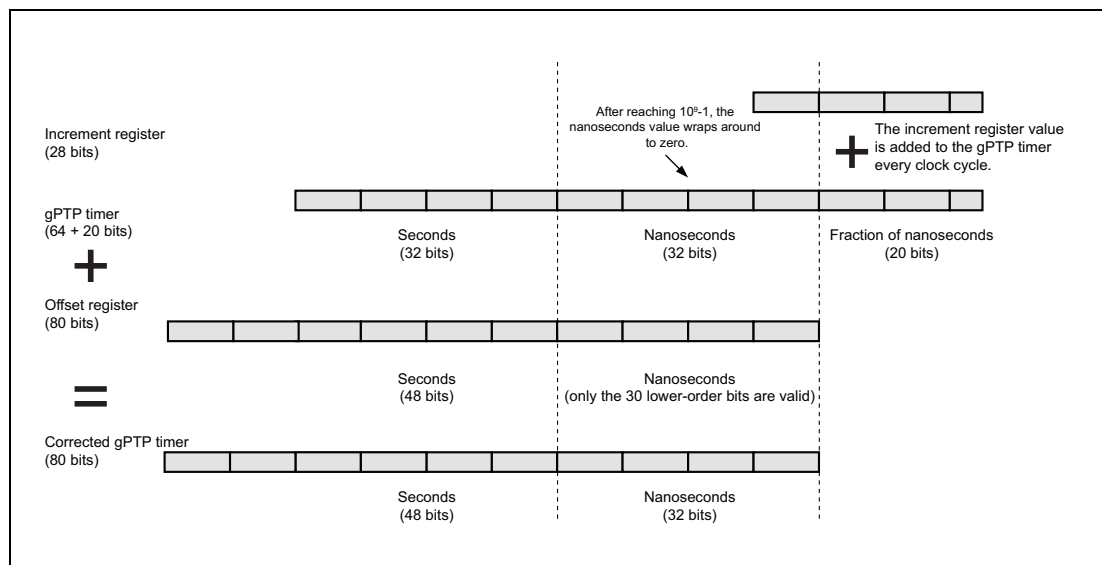 After reaching 10⁹-1, the
nanoseconds value wraps around
to zero.
Increment register
(28 bits)
+
The increment register value
is added to the gPTP timer
every clock cycle.
gPTP timer
(64 + 20 bits)
Seconds
(32 bits)
Nanoseconds
(32 bits)
Fraction of nanoseconds
(20 bits)
+
Offset register
(80 bits)
Seconds
(48 bits)
Nanoseconds
(only the 30 lower-order bits are valid)
=
Corrected gPTP timer
(80 bits)
Seconds
(48 bits)
Nanoseconds
(32 bits)